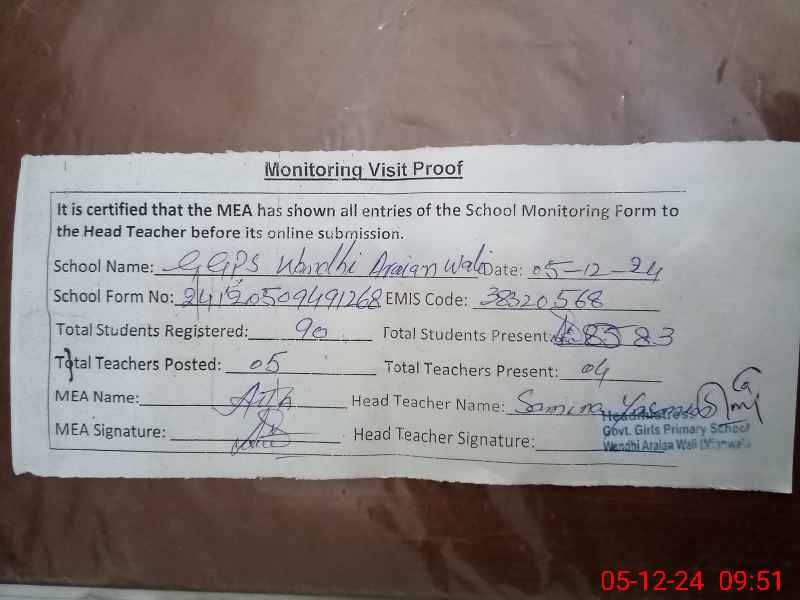 Monitoring Visit Proof
It is certified that the MEA has shown all entries of the School Monitoring Form to
the Head Teacher before its online submission.
School Name: GGPS Wandhi Araian Wali Date: 05-12-24
School Form No: 24120509491268 EMIS Code: 38320568
Total Students Registered: 90 Total Students Present: 83
Total Teachers Posted: 05 Total Teachers Present: 04
MEA Name: Head Teacher Name: Samina
Headmistress
MEA Signature: Head Teacher Signature:
Govt. Girls Primary School
Wandhi Araian Wali
05-12-24 09:51